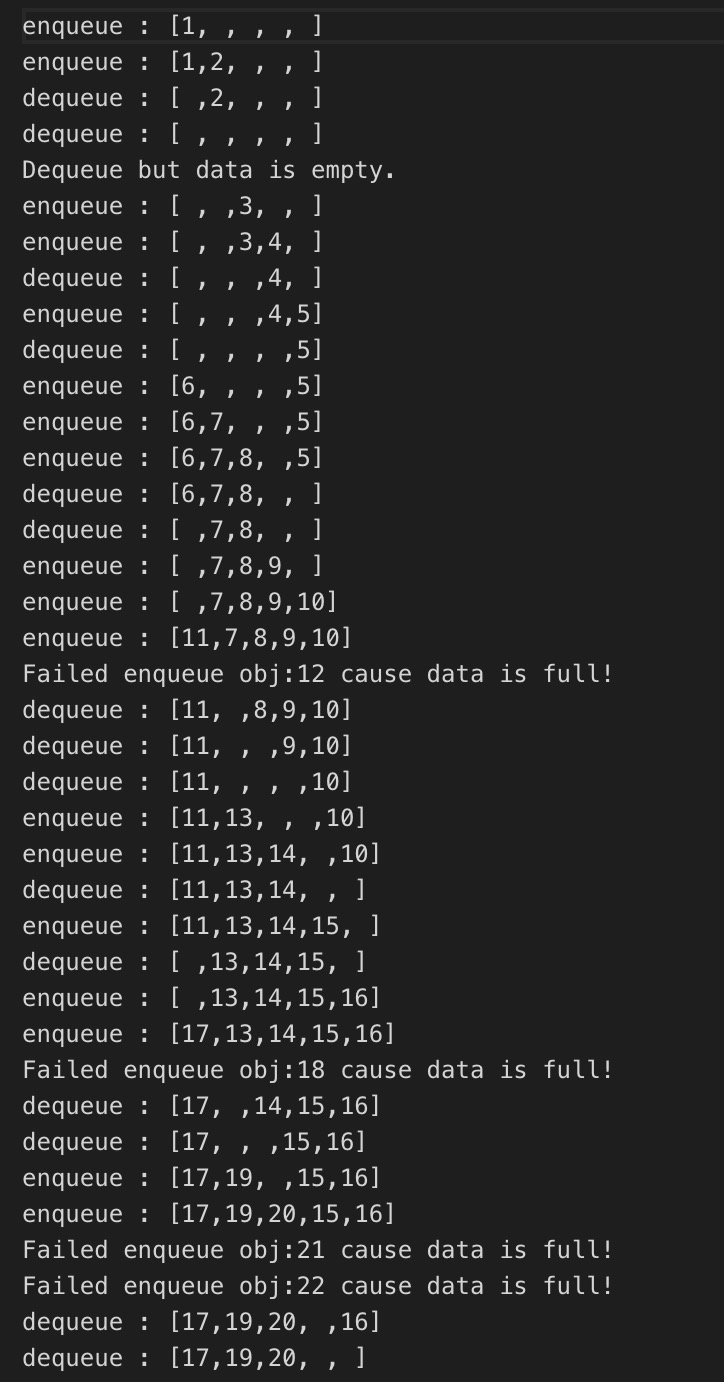 enqueue : [1, , , , ]
enqueue : [1,2, , , ]
dequeue : [ ,2, , , ]
dequeue : [ , , , , ]
Dequeue but data is empty.
enqueue : [ , ,3, , ]
enqueue : [ , ,3,4, ]
dequeue : [ , , ,4, ]
enqueue : [ , , ,4,5]
dequeue : [ , , , ,5]
enqueue : [6, , , ,5]
enqueue : [6,7, , ,5]
enqueue : [6,7,8, ,5]
dequeue : [6,7,8, , ]
dequeue : [ ,7,8, , ]
enqueue : [ ,7,8,9, ]
enqueue : [ ,7,8,9,10]
enqueue : [11,7,8,9,10]
Failed enqueue obj:12 cause data is full!
dequeue : [11, ,8,9,10]
dequeue : [11, , ,9,10]
dequeue : [11, , , ,10]
enqueue : [11,13, , ,10]
enqueue : [11,13,14, ,10]
dequeue : [11,13,14, , ]
enqueue : [11,13,14,15, ]
dequeue : [ ,13,14,15, ]
enqueue : [ ,13,14,15,16]
enqueue : [17,13,14,15,16]
Failed enqueue obj:18 cause data is full!
dequeue : [17, ,14,15,16]
dequeue : [17, , ,15,16]
enqueue : [17,19, ,15,16]
enqueue : [17,19,20,15,16]
Failed enqueue obj:21 cause data is full!
Failed enqueue obj:22 cause data is full!
dequeue : [17,19,20, ,16]
dequeue : [17,19,20, , ]